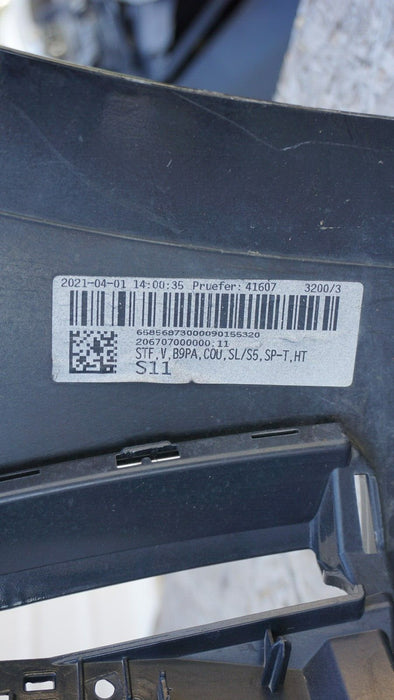 2021-04-01 14:00:35 Pruefer: 41607 3200/3
65856873000090155320
206707000000,11
STF,V,B9PA,COU,SL/S5,SP-T,HT
S11